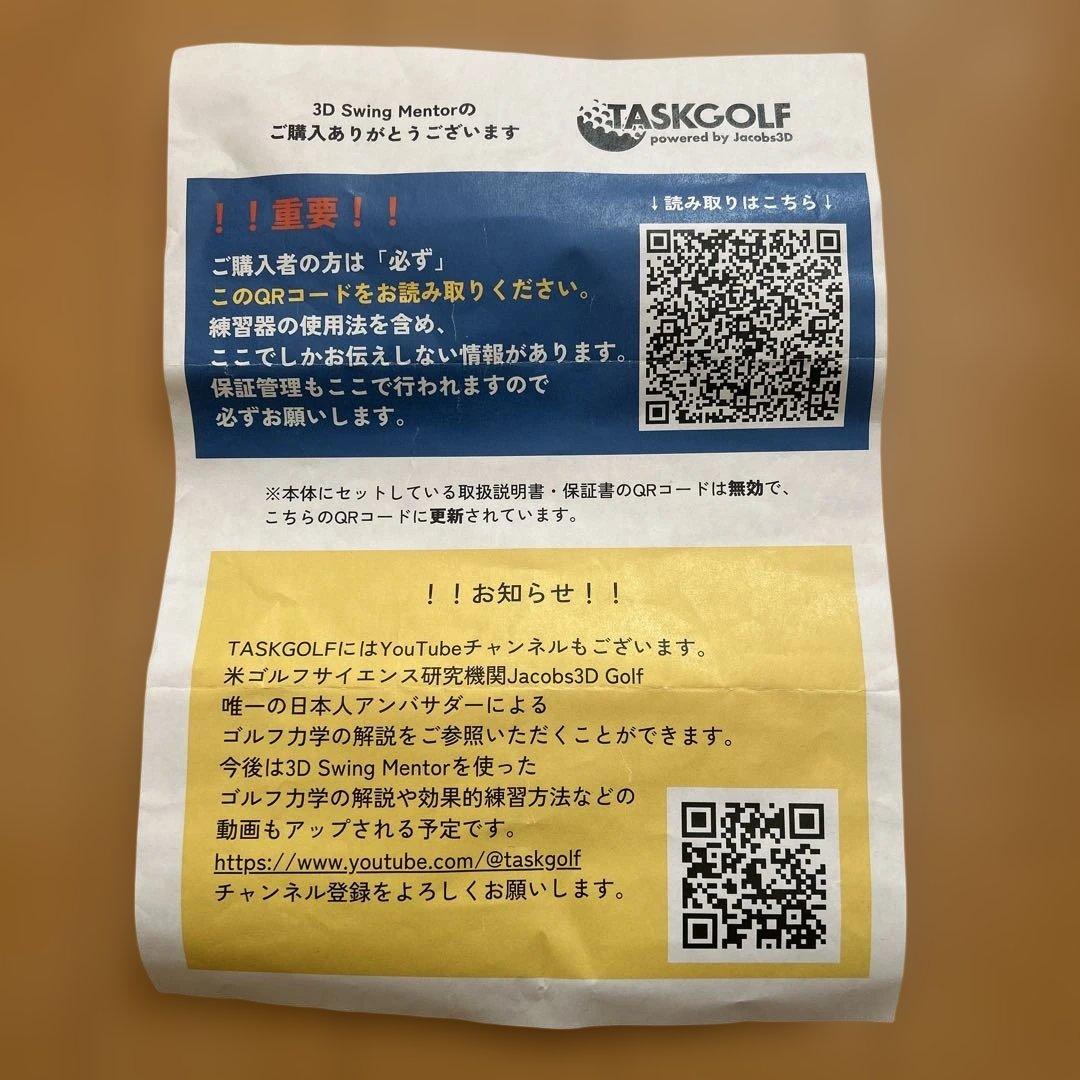 3D Swing Mentorの
ご購入ありがとうございます
TASKGOLF
powered by Jacobs3D
！！重要！！
ご購入者の方は「必ず」
このQRコードをお読み取りください。
練習器の使用法を含め、
ここでしかお伝えしない情報があります。
保証管理もここで行われますので
必ずお願いします。
↓読み取りはこちら↓
※本体にセットしている取扱説明書・保証書のQRコードは無効で、
こちらのQRコードに更新されています。
！！お知らせ！！
TASKGOLFにはYouTubeチャンネルもございます。
米ゴルフサイエンス研究機関Jacobs3D Golf
唯一の日本人アンバサダーによる
ゴルフ力学の解説をご参照いただくことができます。
今後は3D Swing Mentorを使った
ゴルフ力学の解説や効果的練習方法などの
動画もアップされる予定です。
https://www.youtube.com/@taskgolf
チャンネル登録をよろしくお願いします。